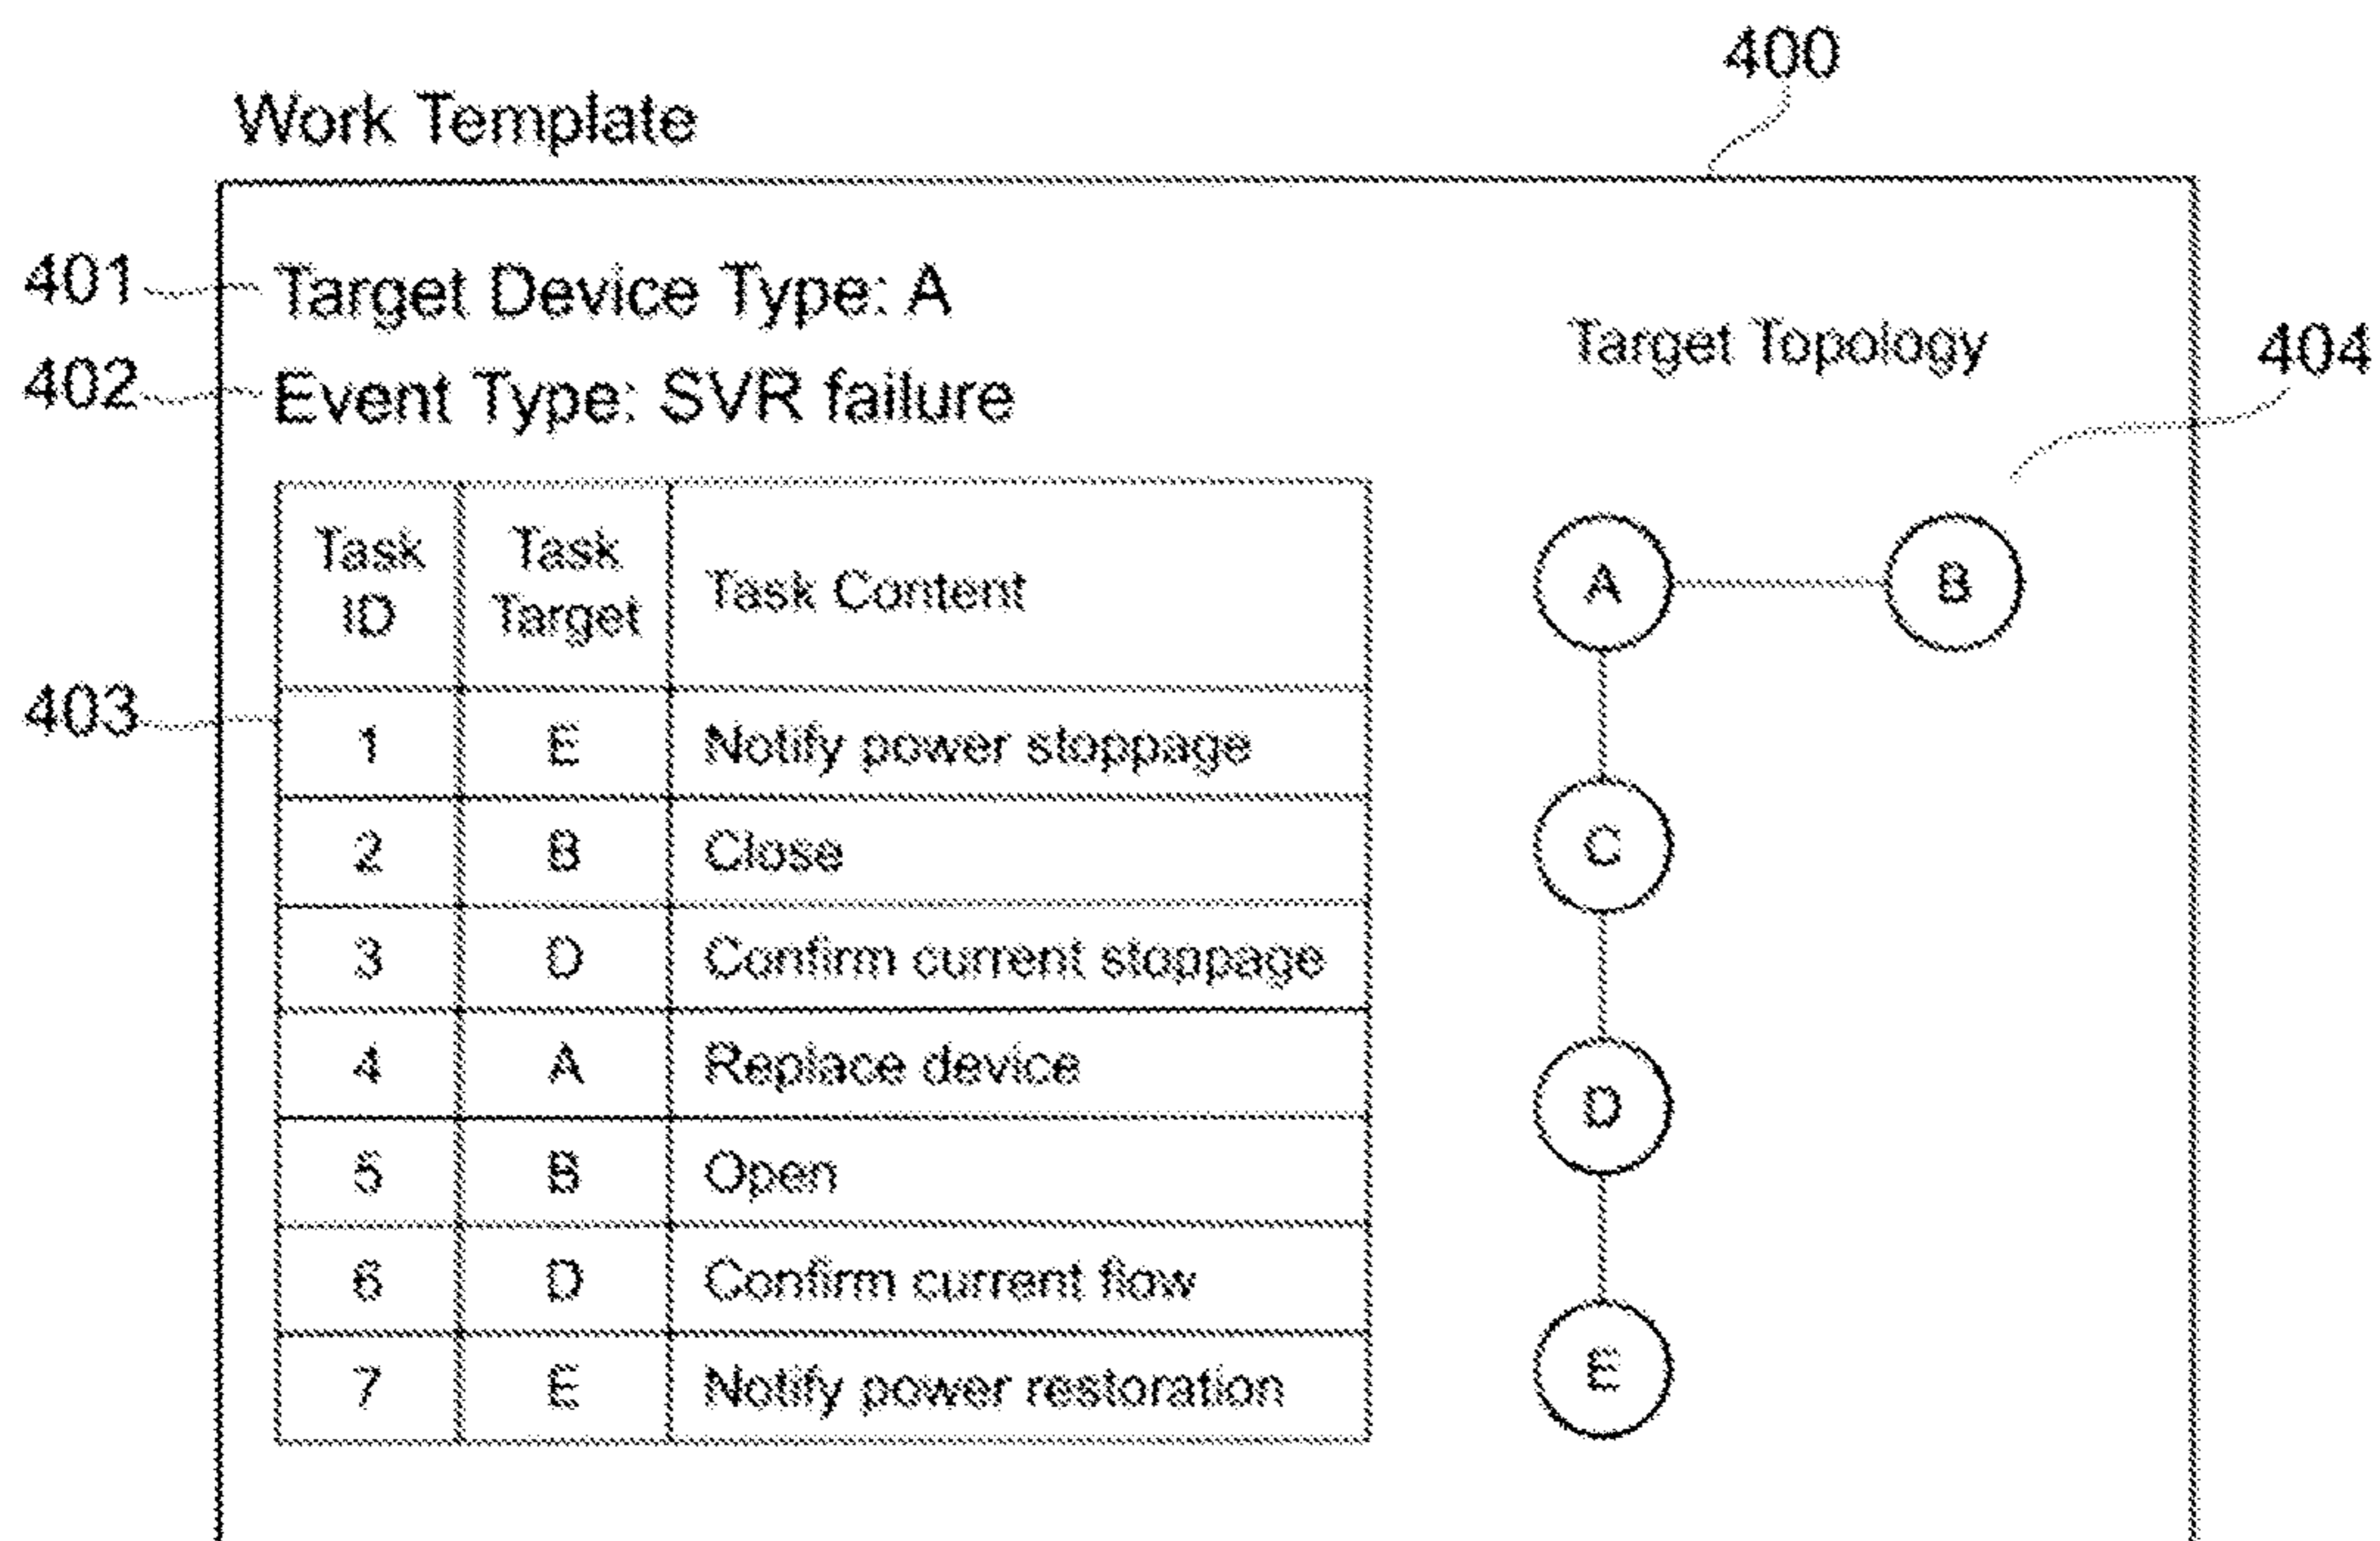 400
Work Template
401 Target Device Type: A
Target Topology
404
402 Event Type: SVR failure
Task ID Task Target Task Content
403
1 E Notify power stoppage
2 B Close
3 D Confirm current stoppage
4 A Replace device
5 B Open
6 D Confirm current flow
7 E Notify power restoration
A B
C
D
E